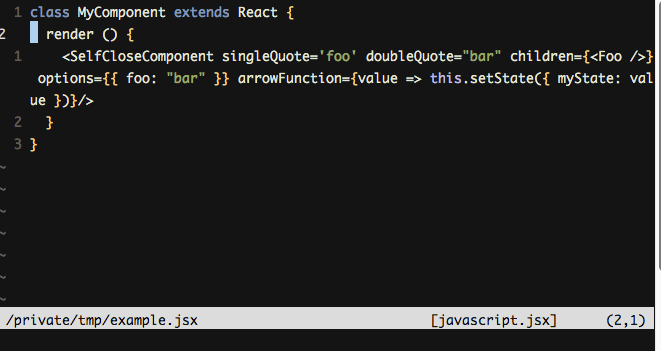 1 class MyComponent extends React {
2   render () {
1     <SelfCloseComponent singleQuote='foo' doubleQuote="bar" children={<Foo />}
 options={{ foo: "bar" }} arrowFunction={value => this.setState({ myState: val
ue })}/>
2   }
3 }
~
~
~
~
~
~
~
/private/tmp/example.jsx [javascript.jsx] (2,1)